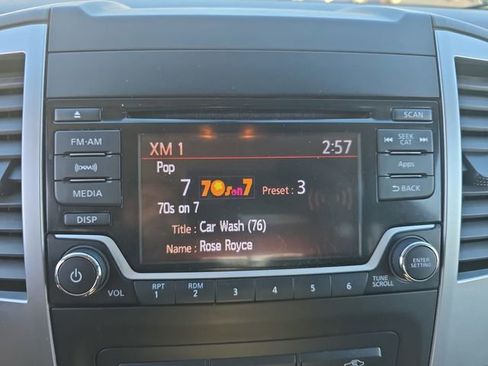 SCAN
FM-AM
XM 1
2:57
SEEK CAT
Pop
((SXM))
7
70s on 7
Preset : 3
Apps
MEDIA
70s on 7
BACK
DISP
Title : Car Wash (76)
Name : Rose Royce
ENTER SETTING
VOL
RPT 1
RDM 2
3
4
5
6
TUNE SCROLL